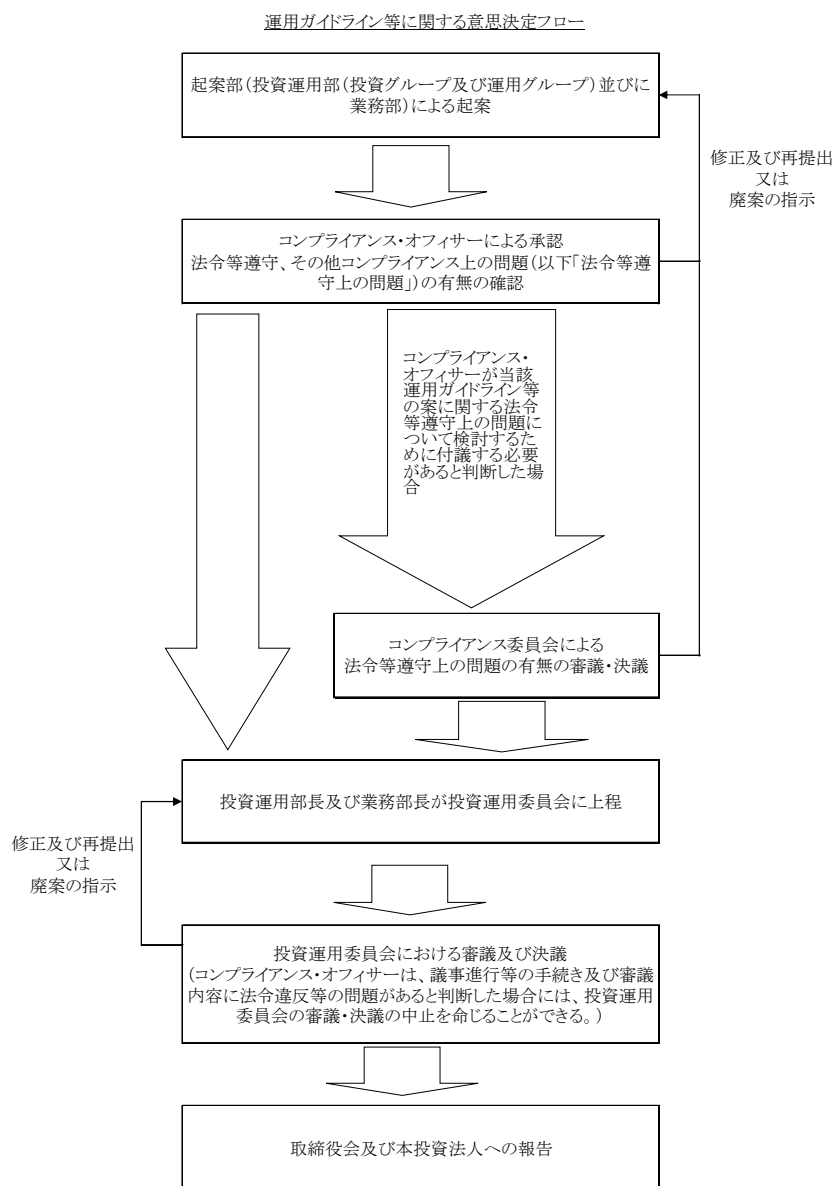 運用ガイドライン等に関する意思決定フロー
起案部（投資運用部（投資グループ及び運用グループ）並びに
業務部）による起案
修正及び再提出
又は
廃案の指示
コンプライアンス・オフィサーによる承認
法令等遵守、その他コンプライアンス上の問題（以下「法令等遵
守上の問題」）の有無の確認
コンプライアンス・
オフィサーが当該
運用ガイドライン等
の案に関する法令
等遵守上の問題に
ついて検討するた
めに付議する必要
があると判断した場
合
コンプライアンス委員会による
法令等遵守上の問題の有無の審議・決議
投資運用部長及び業務部長が投資運用委員会に上程
修正及び再提出
又は
廃案の指示
投資運用委員会における審議及び決議
（コンプライアンス・オフィサーは、議事進行等の手続き及び審議
内容に法令違反等の問題があると判断した場合には、投資運用
委員会の審議・決議の中止を命じることができる。）
取締役会及び本投資法人への報告